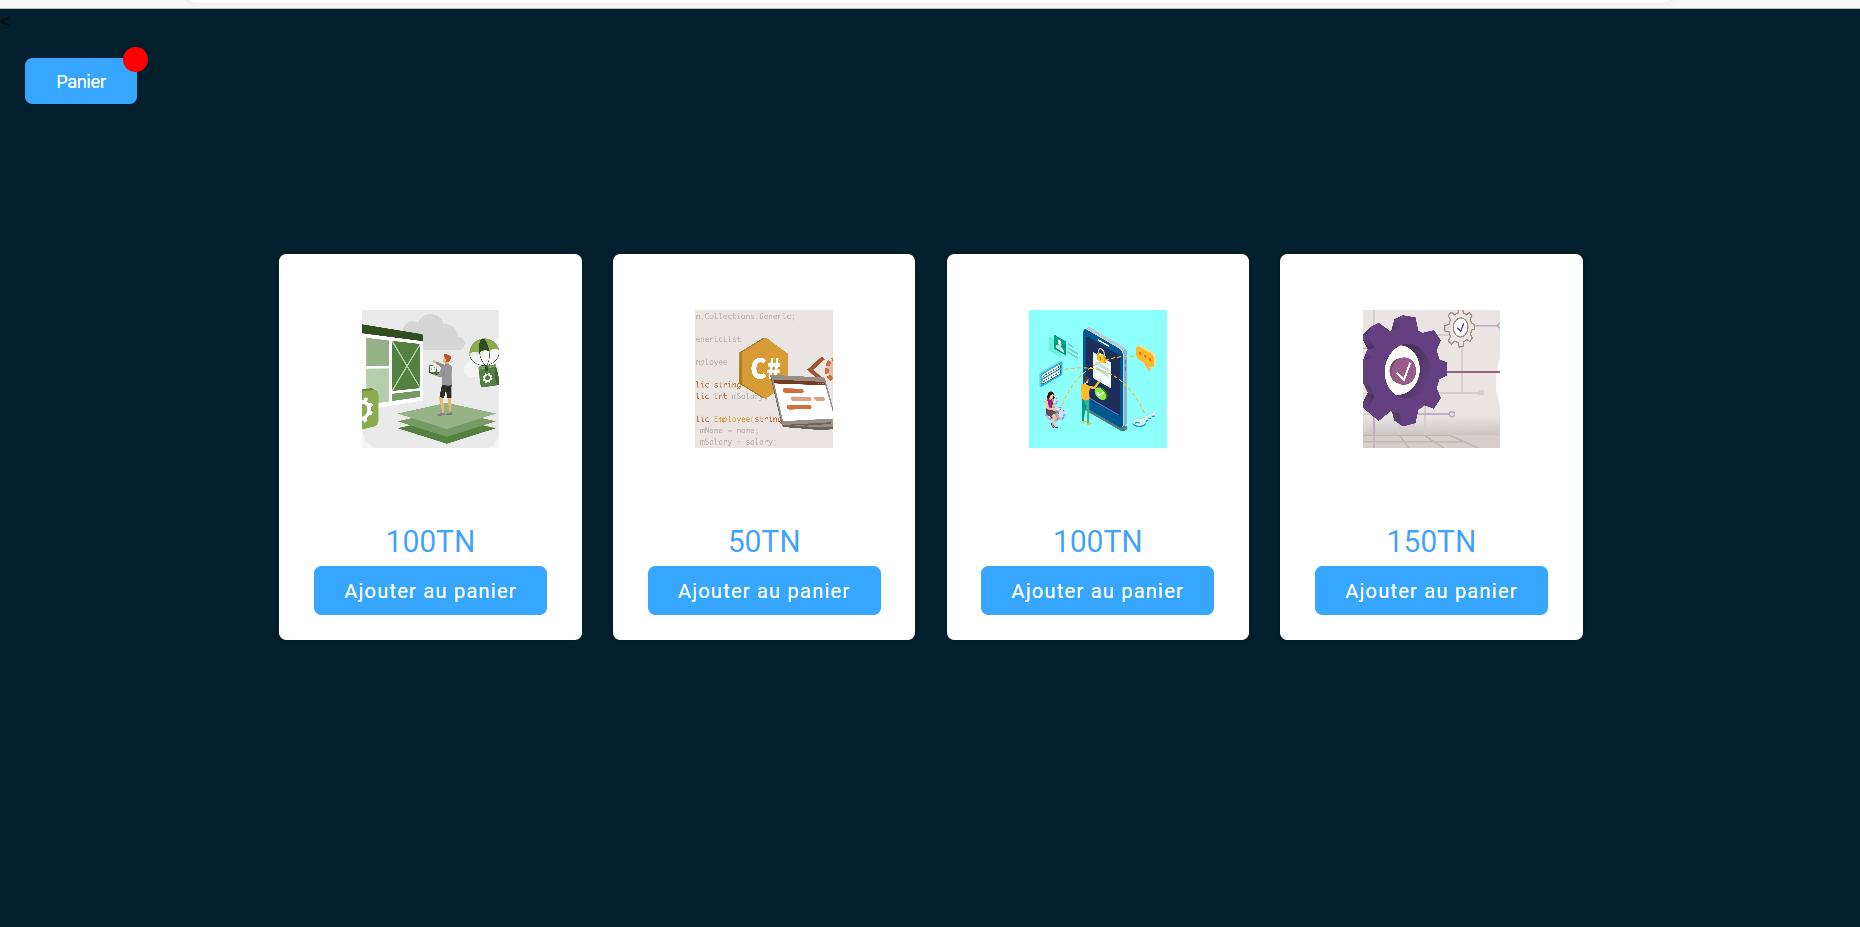 <
Panier
n.Collections.Generic;
enericList
mployee
C#
lic string
lic int mSalary
lic Employee(string
mName = name;
mSalary = salary;
100TN
50TN
100TN
150TN
Ajouter au panier
Ajouter au panier
Ajouter au panier
Ajouter au panier